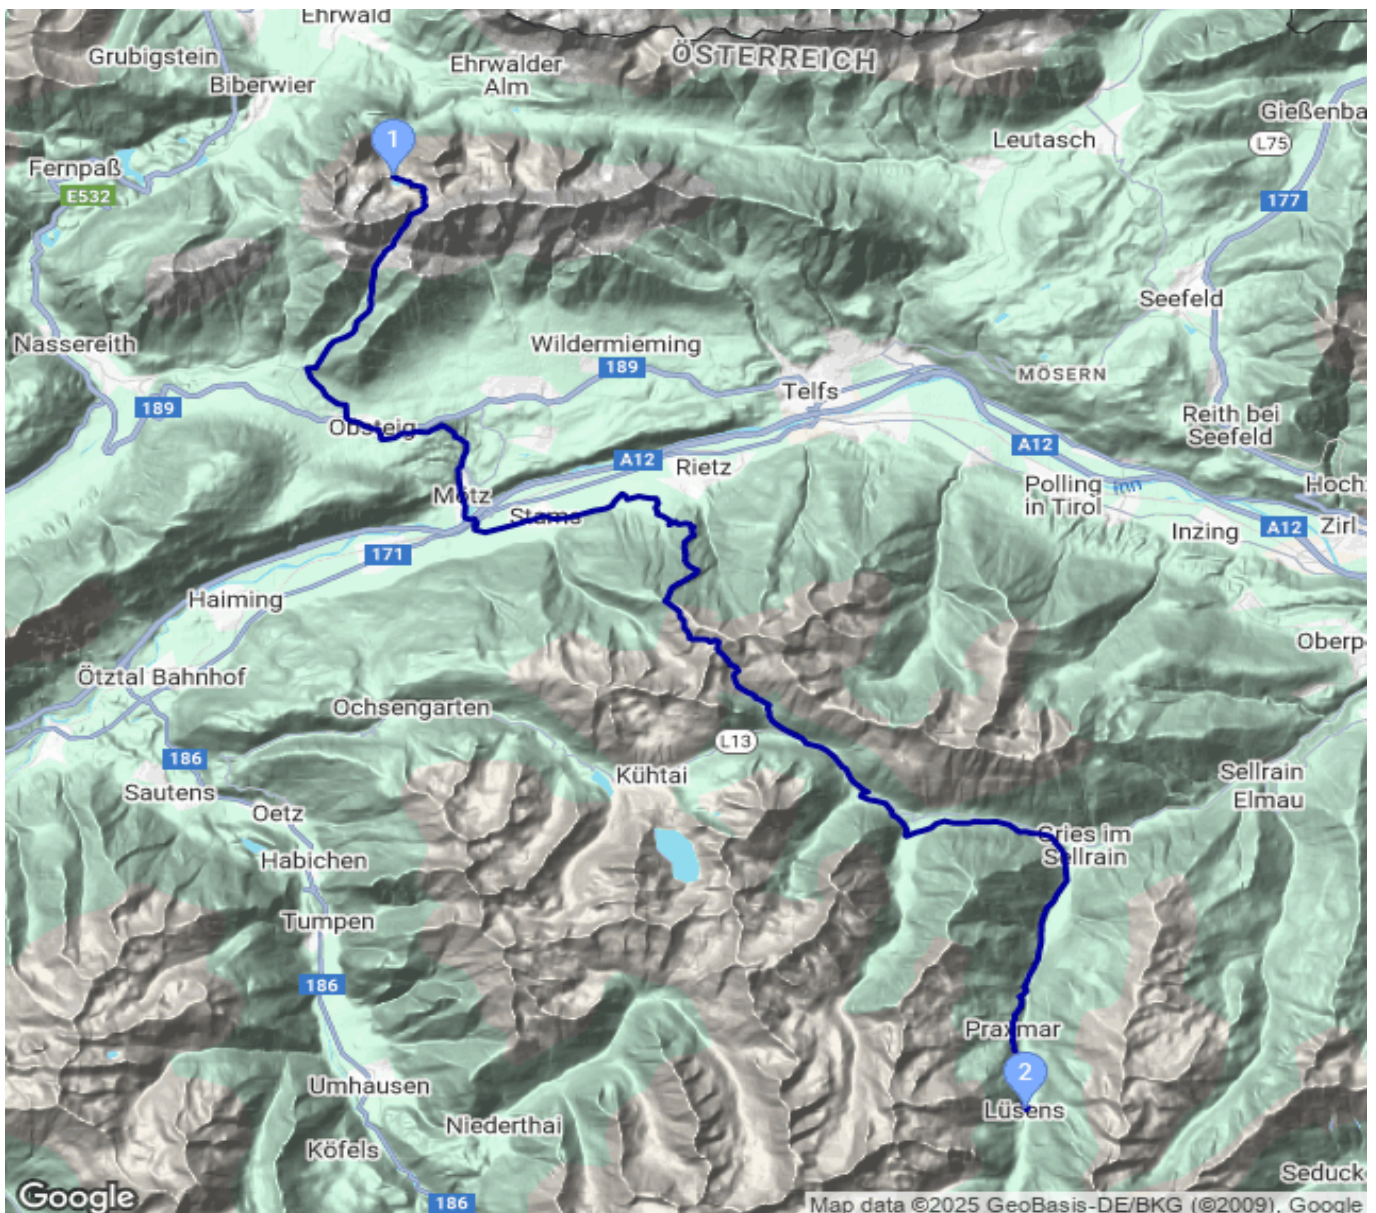 Ehrwald
Grubigstein
Biberwier
Ehrwalder
Alm
ÖSTERREICH
Gießenba
L75
Leutasch
Fernpaß
E532
1
177
Seefeld
Nassereith
Wildermieming
189
MÖSERN
Telfs
189
Obsteig
Reith bei
Seefeld
A12
A12
Rietz
Mötz
Polling
in Tirol
Inn
Hoch
Stams
Inzing
A12
Zirl
171
Haiming
Oberp
Ötztal Bahnhof
Ochsengarten
L13
186
Kühtai
Sellrain
Elmau
Sautens
Oetz
Gries im
Sellrain
Habichen
Tumpen
186
Praxmar
2
Umhausen
Lüsens
Niederthai
Köfels
Seduck
186
Google
Map data ©2025 GeoBasis-DE/BKG (©2009), Google